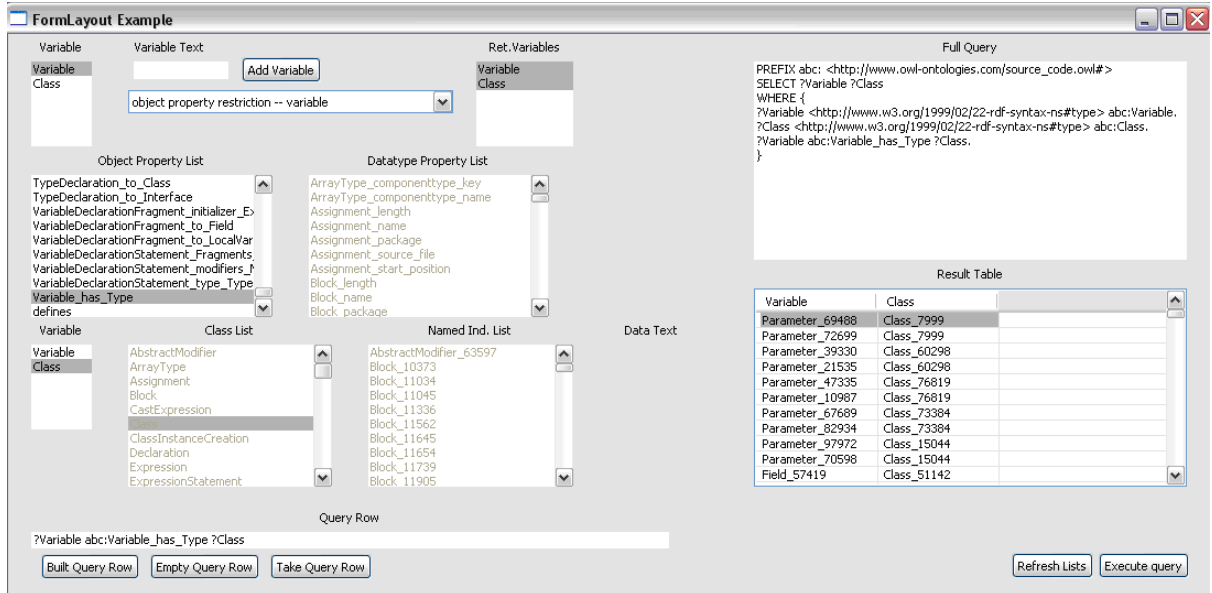 FormLayout Example
Variable Variable Text Ret.Variables Full Query
Variable
Class
Add Variable
object property restriction -- variable
Variable
Class
PREFIX abc: <http://www.owl-ontologies.com/source_code.owl#>
SELECT ?Variable ?Class
WHERE {
?Variable <http://www.w3.org/1999/02/22-rdf-syntax-ns#type> abc:Variable.
?Class <http://www.w3.org/1999/02/22-rdf-syntax-ns#type> abc:Class.
?Variable abc:Variable_has_Type ?Class.
}
Object Property List Datatype Property List
TypeDeclaration_to_Class
TypeDeclaration_to_Interface
VariableDeclarationFragment_initializer_Ex
VariableDeclarationFragment_to_Field
VariableDeclarationFragment_to_LocalVar
VariableDeclarationStatement_Fragments_
VariableDeclarationStatement_modifiers_M
VariableDeclarationStatement_type_Type
Variable_has_Type
defines
ArrayType_componenttype_key
ArrayType_componenttype_name
Assignment_length
Assignment_name
Assignment_package
Assignment_source_file
Assignment_start_position
Block_length
Block_name
Block_package
Result Table
Variable Class
Parameter_69488 Class_7999
Parameter_72699 Class_7999
Parameter_39330 Class_60298
Parameter_21535 Class_60298
Parameter_47335 Class_76819
Parameter_10987 Class_76819
Parameter_67689 Class_73384
Parameter_82934 Class_73384
Parameter_97972 Class_15044
Parameter_70598 Class_15044
Field_57419 Class_51142
Variable Class List Named Ind. List Data Text
Variable
Class
AbstractModifier
ArrayType
Assignment
Block
CastExpression
Class
ClassInstanceCreation
Declaration
Expression
ExpressionStatement
AbstractModifier_63597
Block_10373
Block_11034
Block_11045
Block_11336
Block_11562
Block_11645
Block_11654
Block_11739
Block_11905
Query Row
?Variable abc:Variable_has_Type ?Class
Built Query Row Empty Query Row Take Query Row Refresh Lists Execute query